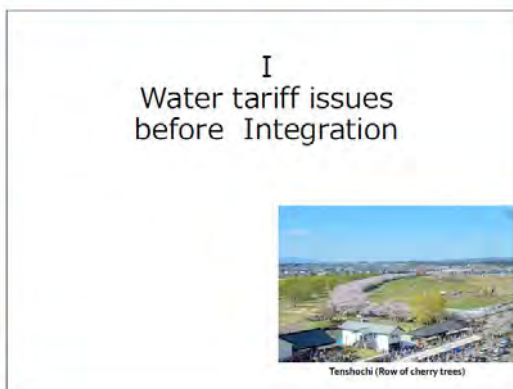 I
Water tariff issues
before Integration
Tenshochi (Row of cherry trees)